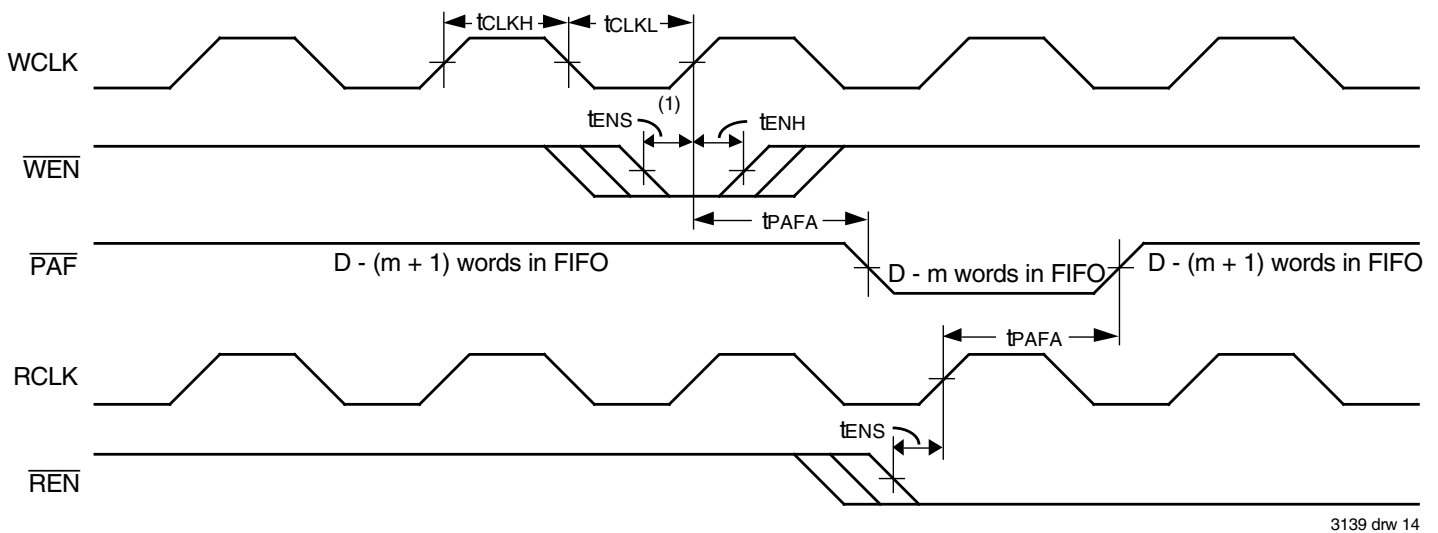 tCLKH
tCLKL
WCLK
(1)
tENS
tENH
WEN
tPAFA
PAF
D - (m + 1) words in FIFO
D - m words in FIFO
D - (m + 1) words in FIFO
tPAFA
RCLK
tENS
REN
3139 drw 14